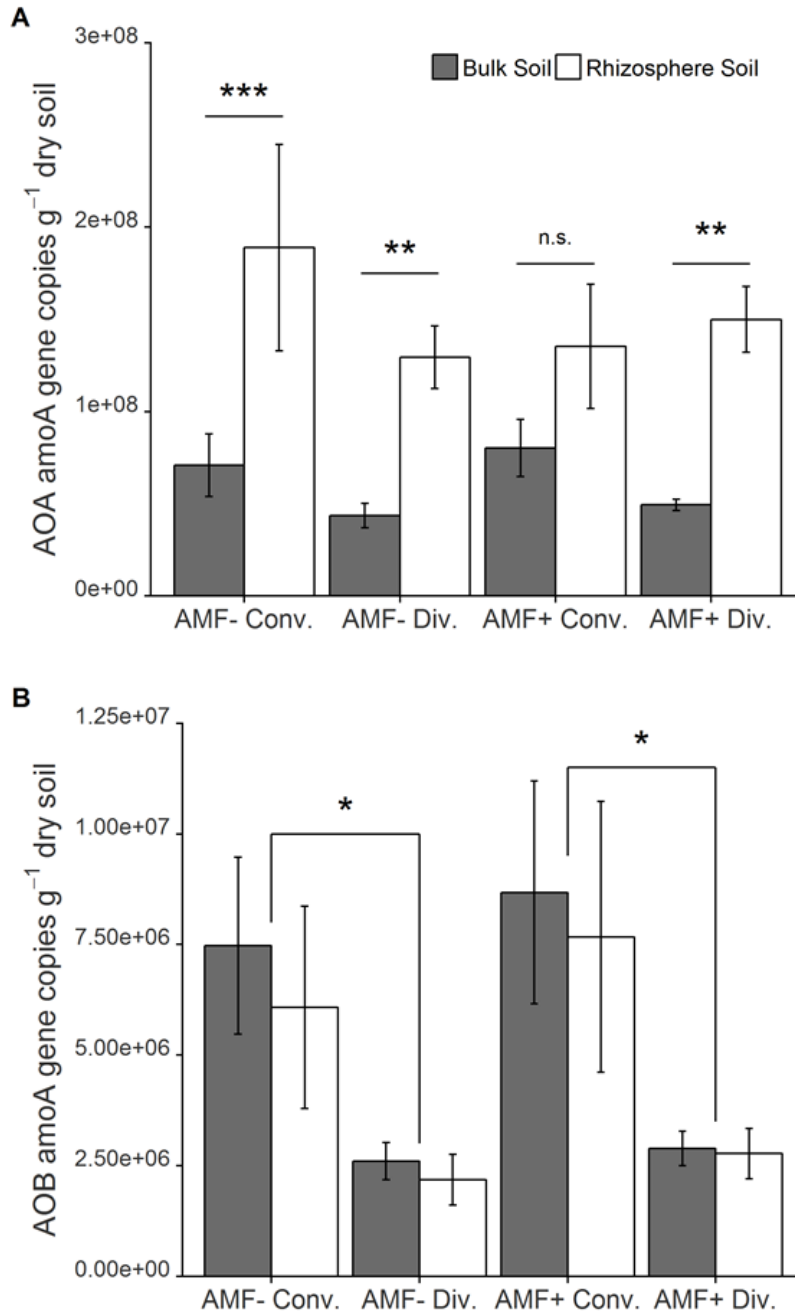 A
AOA amoA gene copies g⁻¹ dry soil
3e+08
2e+08
1e+08
0e+00
Bulk Soil Rhizosphere Soil
***
**
n.s.
**
AMF- Conv. AMF- Div. AMF+ Conv. AMF+ Div.
B
AOB amoA gene copies g⁻¹ dry soil
1.25e+07
1.00e+07
7.50e+06
5.00e+06
2.50e+06
0.00e+00
*
*
AMF- Conv. AMF- Div. AMF+ Conv. AMF+ Div.